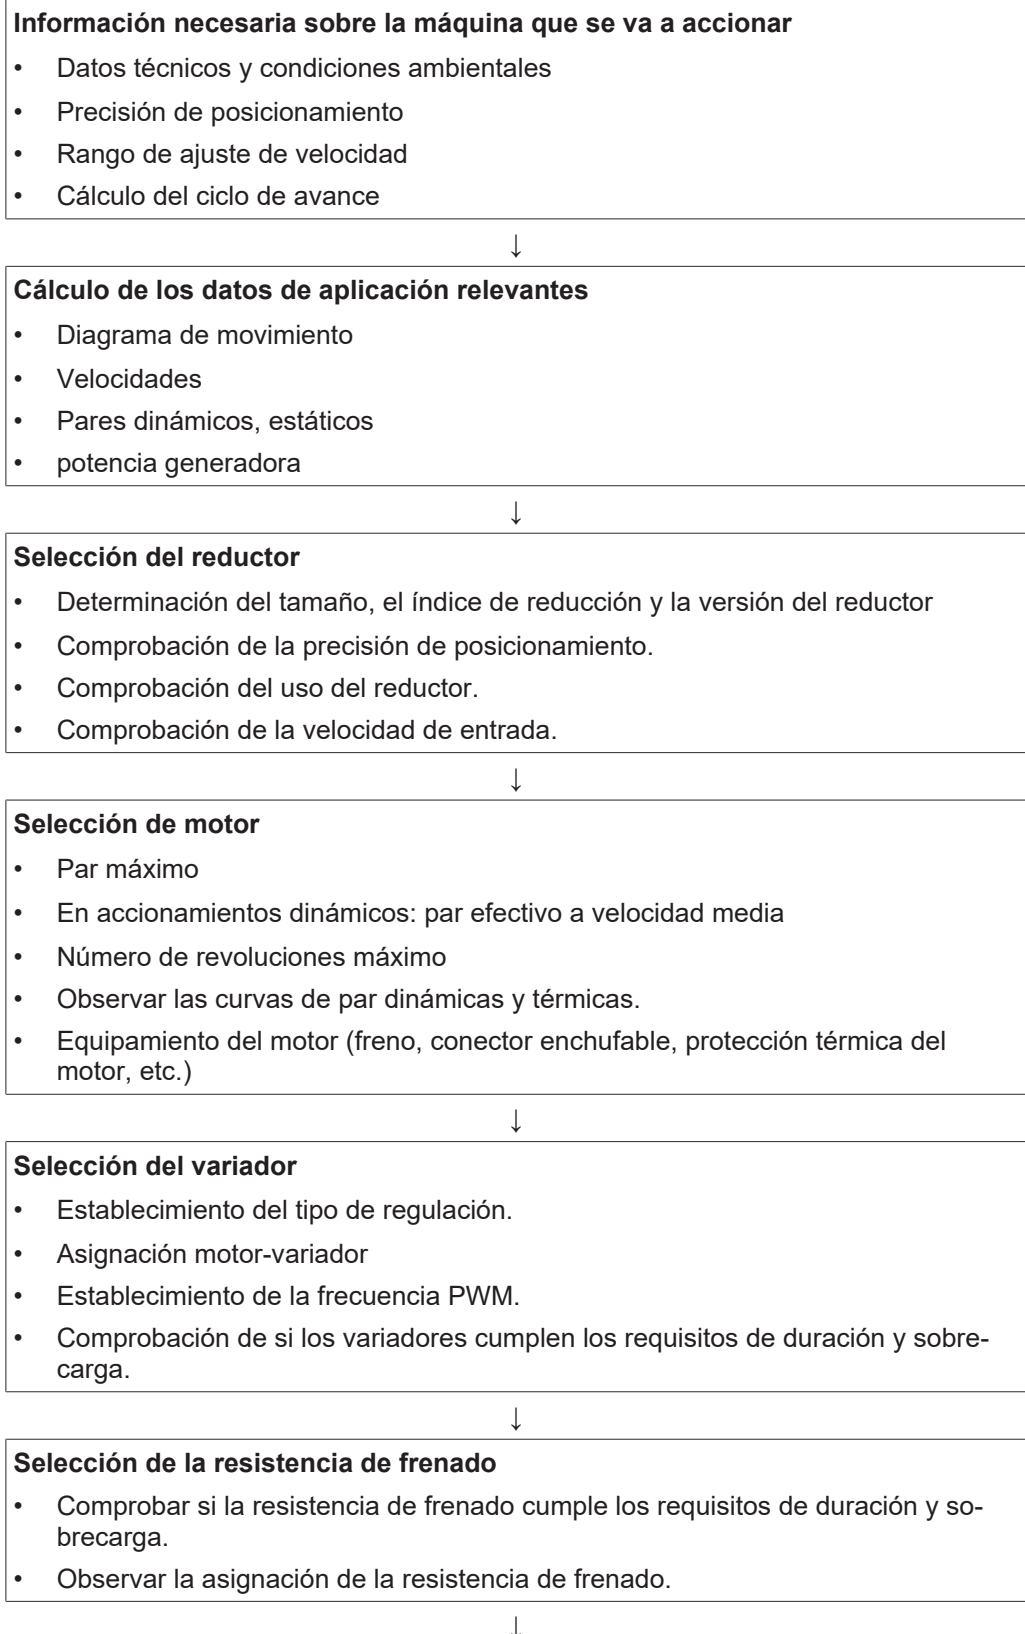 Información necesaria sobre la máquina que se va a accionar
• Datos técnicos y condiciones ambientales
• Precisión de posicionamiento
• Rango de ajuste de velocidad
• Cálculo del ciclo de avance
↓
Cálculo de los datos de aplicación relevantes
• Diagrama de movimiento
• Velocidades
• Pares dinámicos, estáticos
• potencia generadora
↓
Selección del reductor
• Determinación del tamaño, el índice de reducción y la versión del reductor
• Comprobación de la precisión de posicionamiento.
• Comprobación del uso del reductor.
• Comprobación de la velocidad de entrada.
↓
Selección de motor
• Par máximo
• En accionamientos dinámicos: par efectivo a velocidad media
• Número de revoluciones máximo
• Observar las curvas de par dinámicas y térmicas.
• Equipamiento del motor (freno, conector enchufable, protección térmica del
motor, etc.)
↓
Selección del variador
• Establecimiento del tipo de regulación.
• Asignación motor-variador
• Establecimiento de la frecuencia PWM.
• Comprobación de si los variadores cumplen los requisitos de duración y sobre-
carga.
↓
Selección de la resistencia de frenado
• Comprobar si la resistencia de frenado cumple los requisitos de duración y so-
brecarga.
• Observar la asignación de la resistencia de frenado.
↓